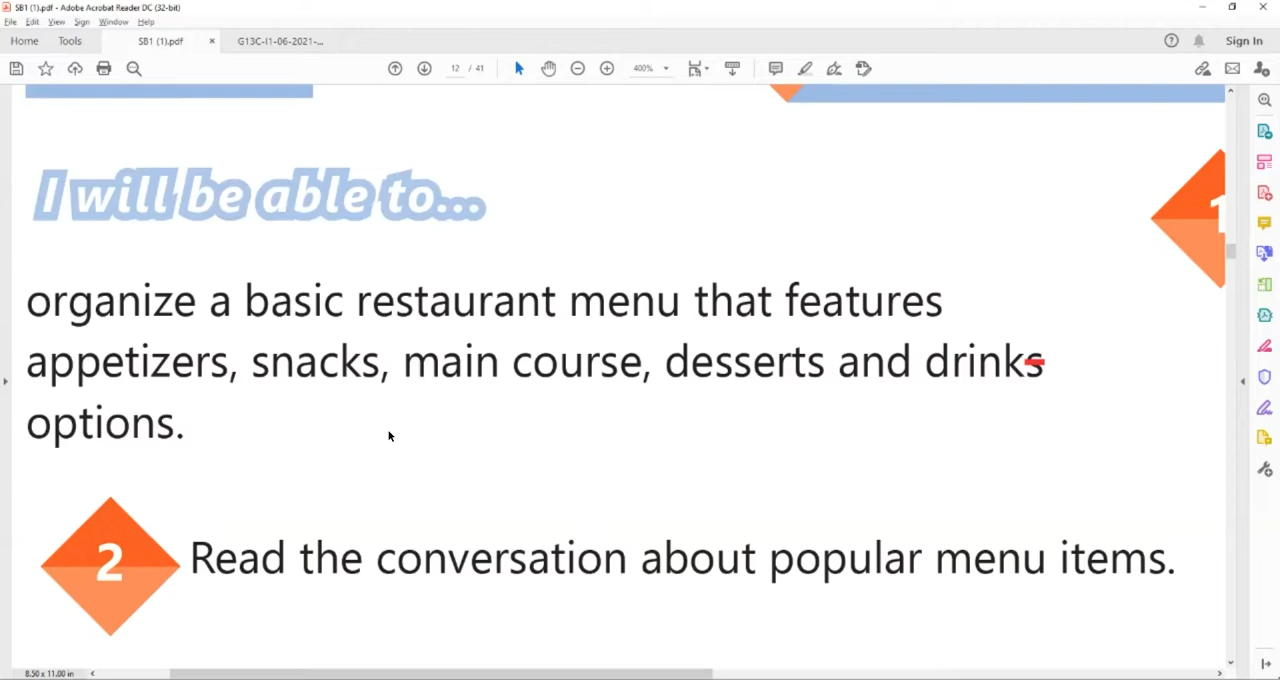 SB1 (1).pdf - Adobe Acrobat Reader DC (32-bit)
File Edit View Sign Window Help
Home Tools SB1 (1).pdf × G13C-I1-06-2021-... Sign In
12 / 41 400%
I will be able to...
1
organize a basic restaurant menu that features
appetizers, snacks, main course, desserts and drinks
options.
2 Read the conversation about popular menu items.
8.50 x 11.00 in